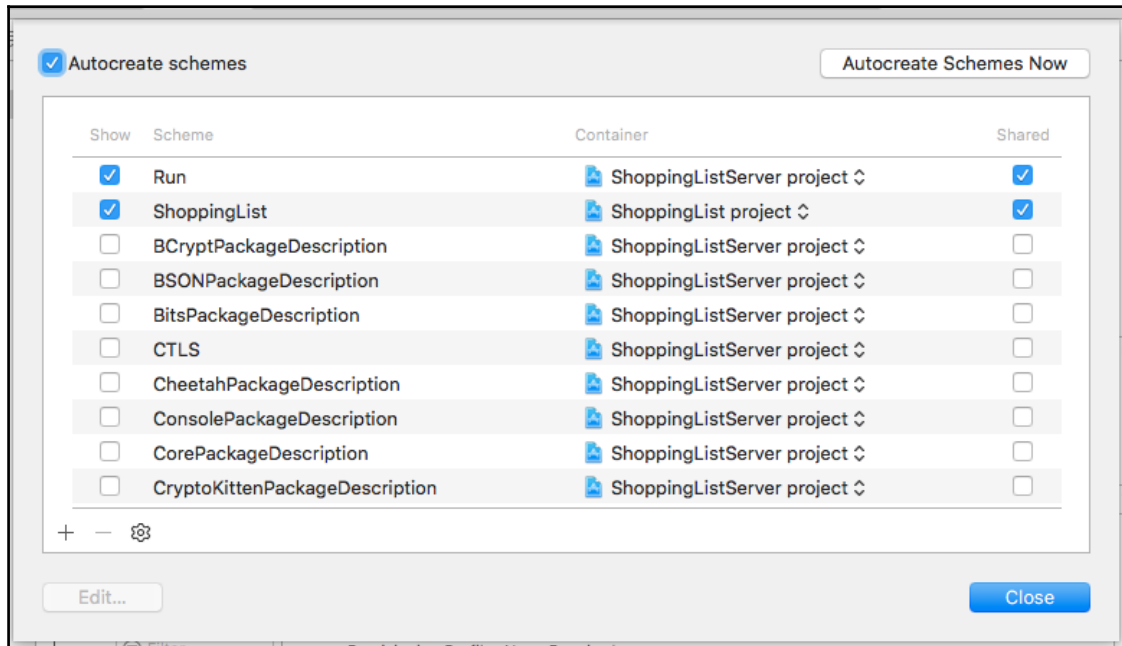 Autocreate schemes Autocreate Schemes Now
Show Scheme Container Shared
Run ShoppingListServer project
ShoppingList ShoppingList project
BCryptPackageDescription ShoppingListServer project
BSONPackageDescription ShoppingListServer project
BitsPackageDescription ShoppingListServer project
CTLS ShoppingListServer project
CheetahPackageDescription ShoppingListServer project
ConsolePackageDescription ShoppingListServer project
CorePackageDescription ShoppingListServer project
CryptoKittenPackageDescription ShoppingListServer project
Edit... Close